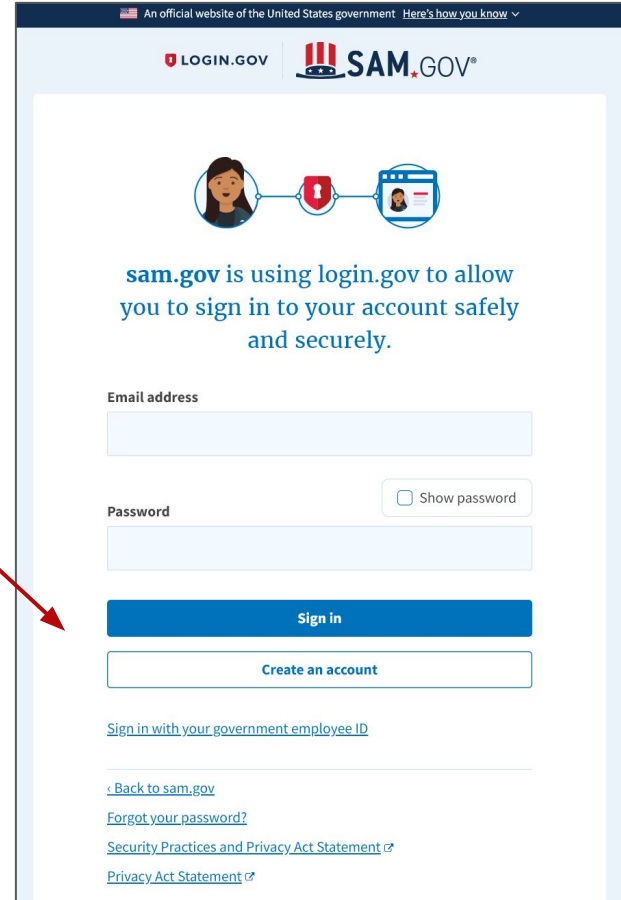 An official website of the United States government Here's how you know
LOGIN.GOV SAM.GOV®
sam.gov is using login.gov to allow
you to sign in to your account safely
and securely.
Email address
Show password
Password
Sign in
Create an account
Sign in with your government employee ID
‹ Back to sam.gov
Forgot your password?
Security Practices and Privacy Act Statement
Privacy Act Statement